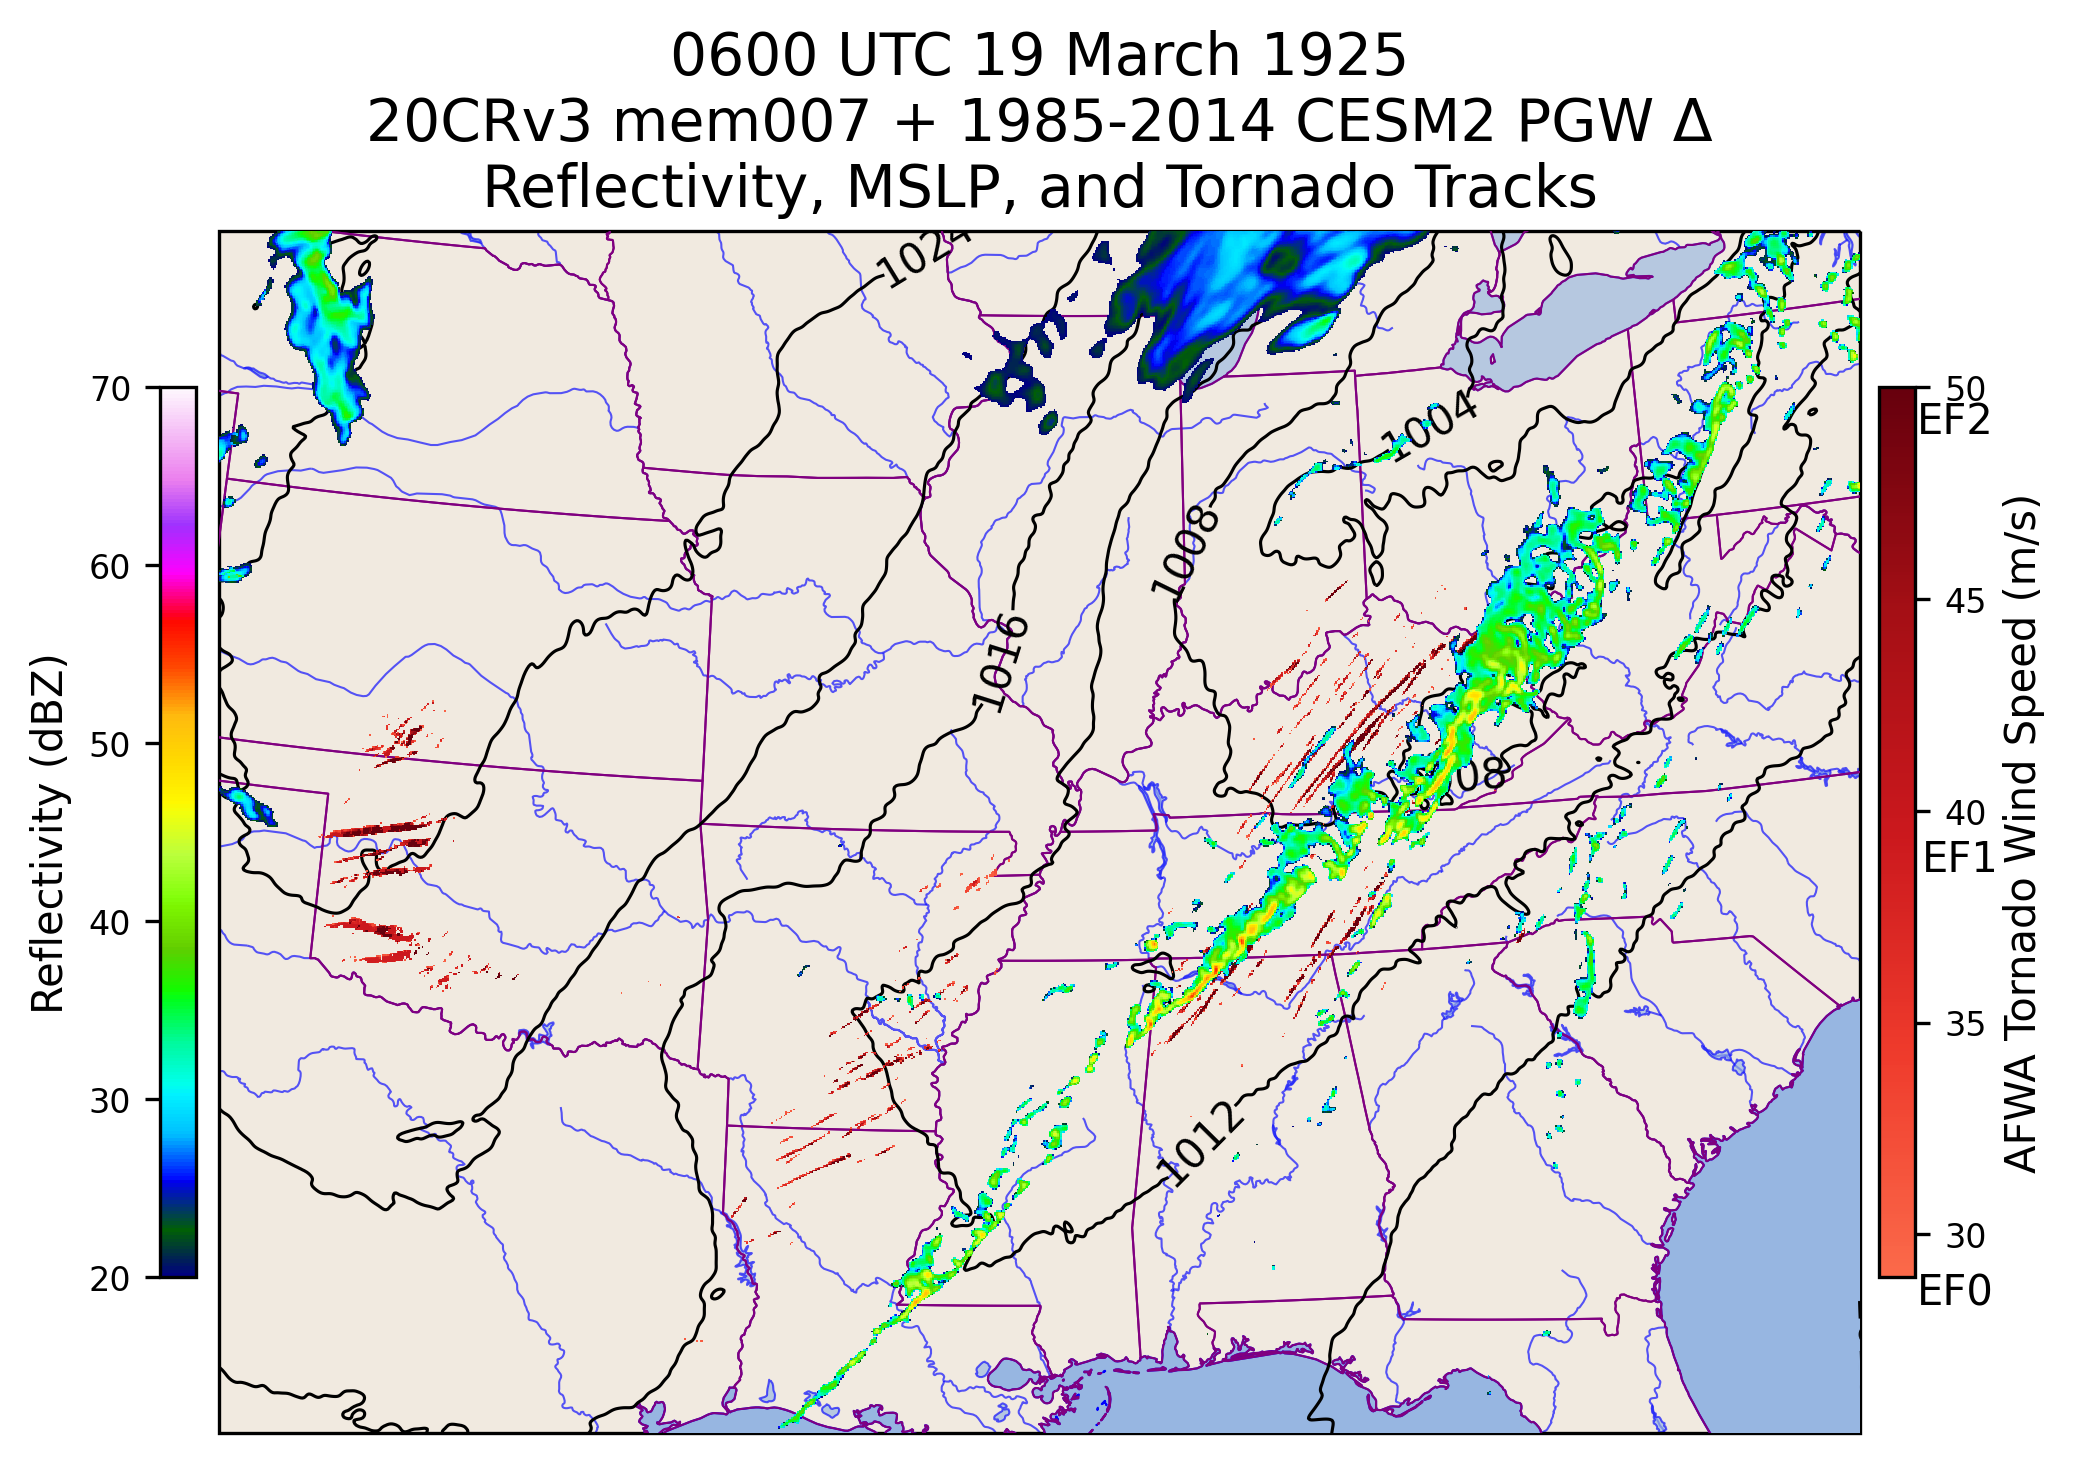 0600 UTC 19 March 1925
20CRv3 mem007 + 1985-2014 CESM2 PGW Δ
Reflectivity, MSLP, and Tornado Tracks
70
60
50
40
30
20
Reflectivity (dBZ)
1024
1004
1008
1016
08
1012
50
EF2
45
40
EF1
35
30
EF0
AFWA Tornado Wind Speed (m/s)